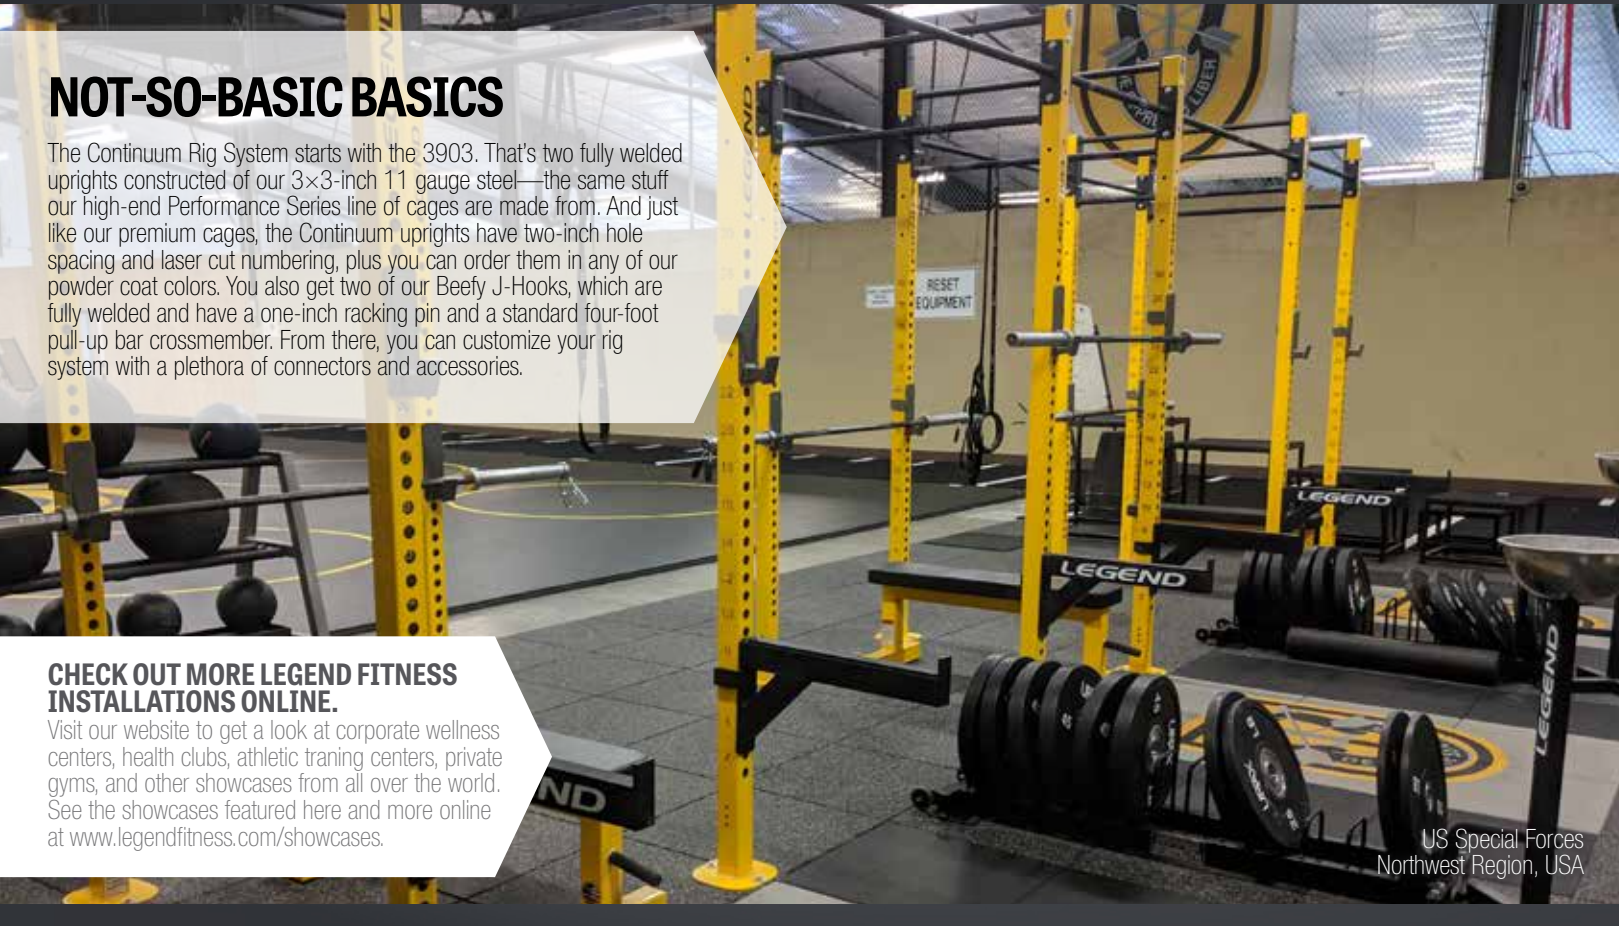 NOT-SO-BASIC BASICS
The Continuum Rig System starts with the 3903. That’s two fully welded
uprights constructed of our 3×3-inch 11 gauge steel—the same stuff
our high-end Performance Series line of cages are made from. And just
like our premium cages, the Continuum uprights have two-inch hole
spacing and laser cut numbering, plus you can order them in any of our
powder coat colors. You also get two of our Beefy J-Hooks, which are
fully welded and have a one-inch racking pin and a standard four-foot
pull-up bar crossmember. From there, you can customize your rig
system with a plethora of connectors and accessories.
LIBER
RESET
EQUIPMENT
LEGEND
LEGEND
LEGEND
CHECK OUT MORE LEGEND FITNESS
INSTALLATIONS ONLINE.
Visit our website to get a look at corporate wellness
centers, health clubs, athletic traning centers, private
gyms, and other showcases from all over the world.
See the showcases featured here and more online
at www.legendfitness.com/showcases.
ND
US Special Forces
Northwest Region, USA